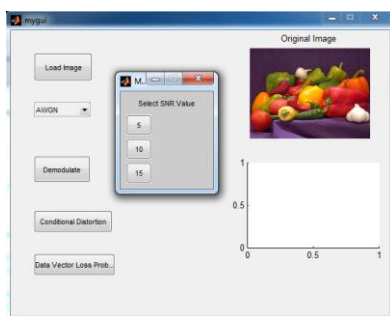 mygui
Original Image
Load Image
AWGN
Demodulate
Conditional Distortion
Data Vector Loss Prob...
M...
Select SNR Value
5
10
15
1
0.5
0
0
0.5
1